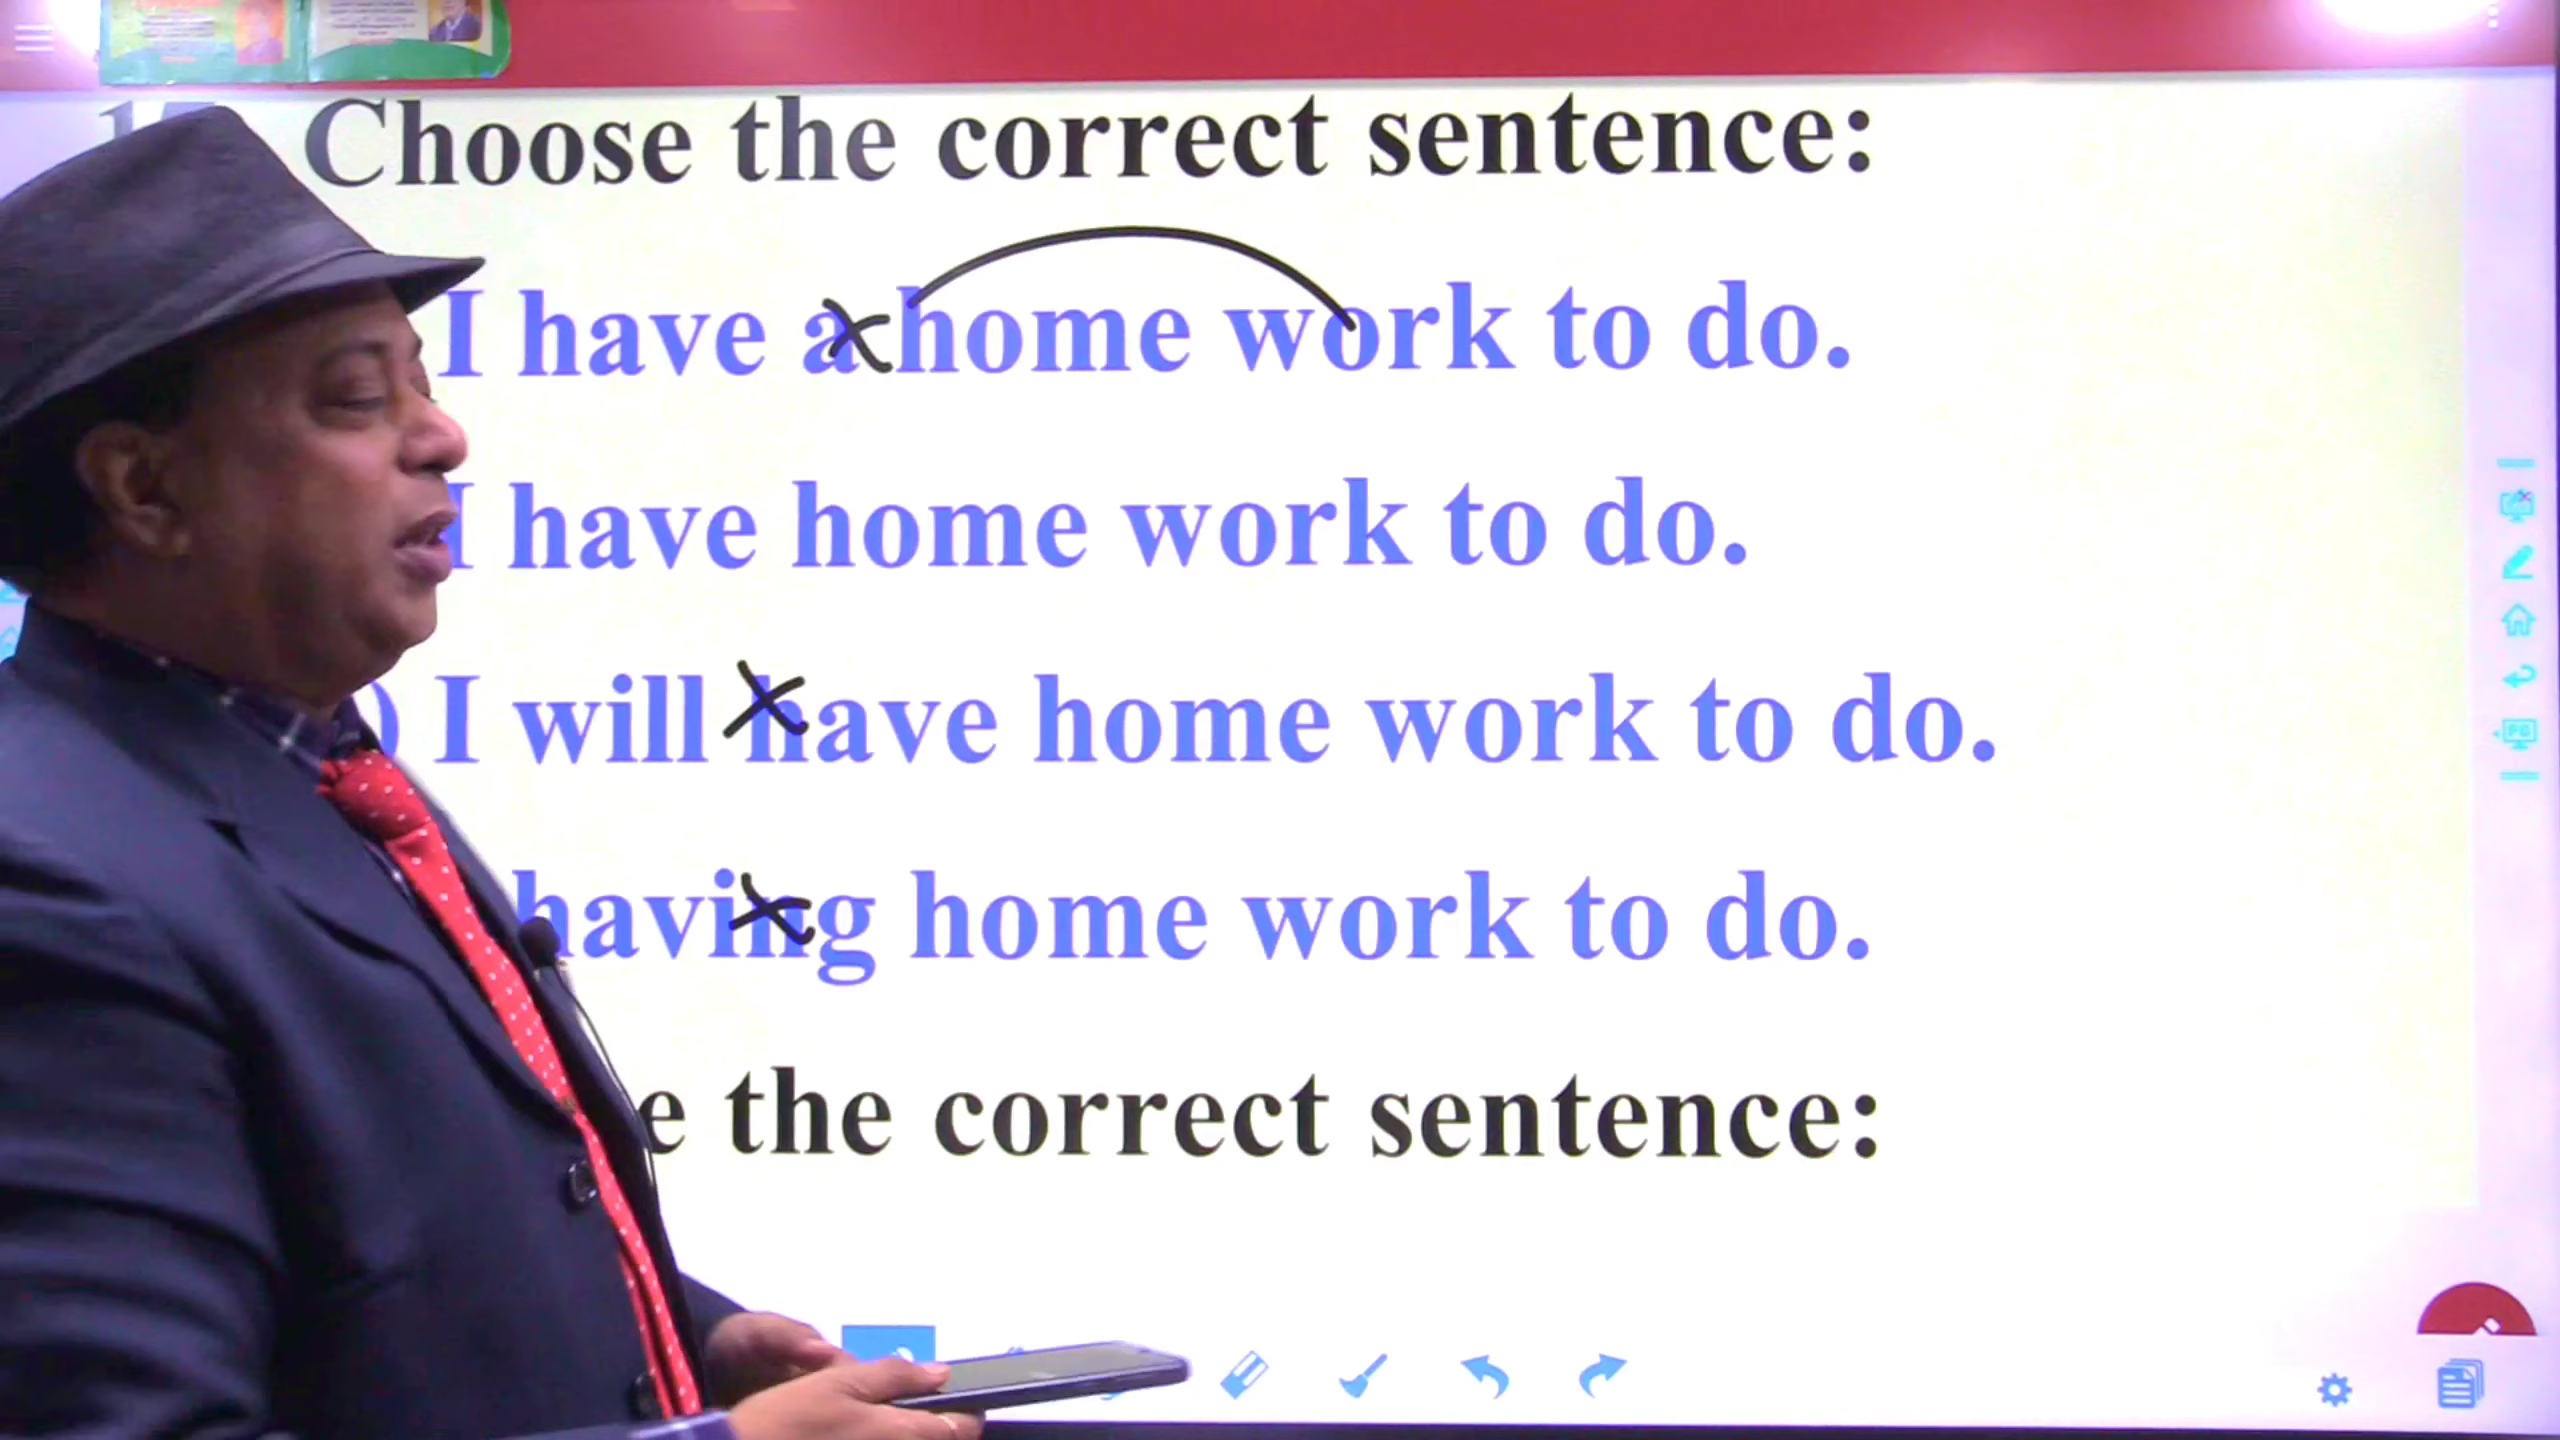 Choose the correct sentence:
I have a home work to do.
I have home work to do.
) I will have home work to do.
having home work to do.
e the correct sentence: